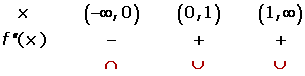 x (-∞,0) (0,1) (1,∞)
f"(x) − + +
∩ ∪ ∪